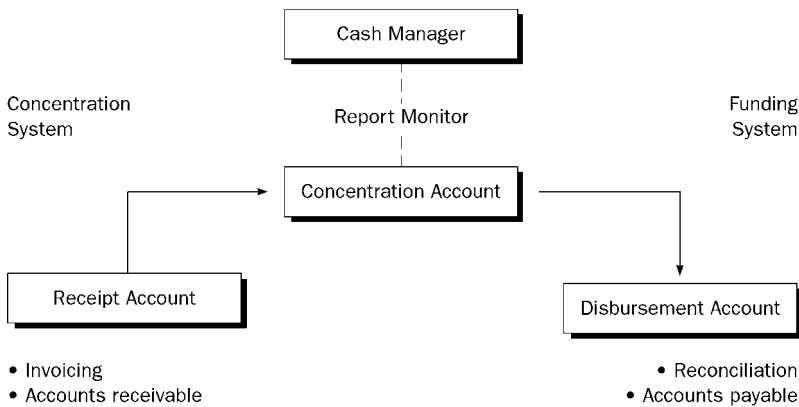 Cash Manager
Concentration
System
Report Monitor
Funding
System
Concentration Account
Receipt Account
Disbursement Account
• Invoicing
• Accounts receivable
• Reconciliation
• Accounts payable